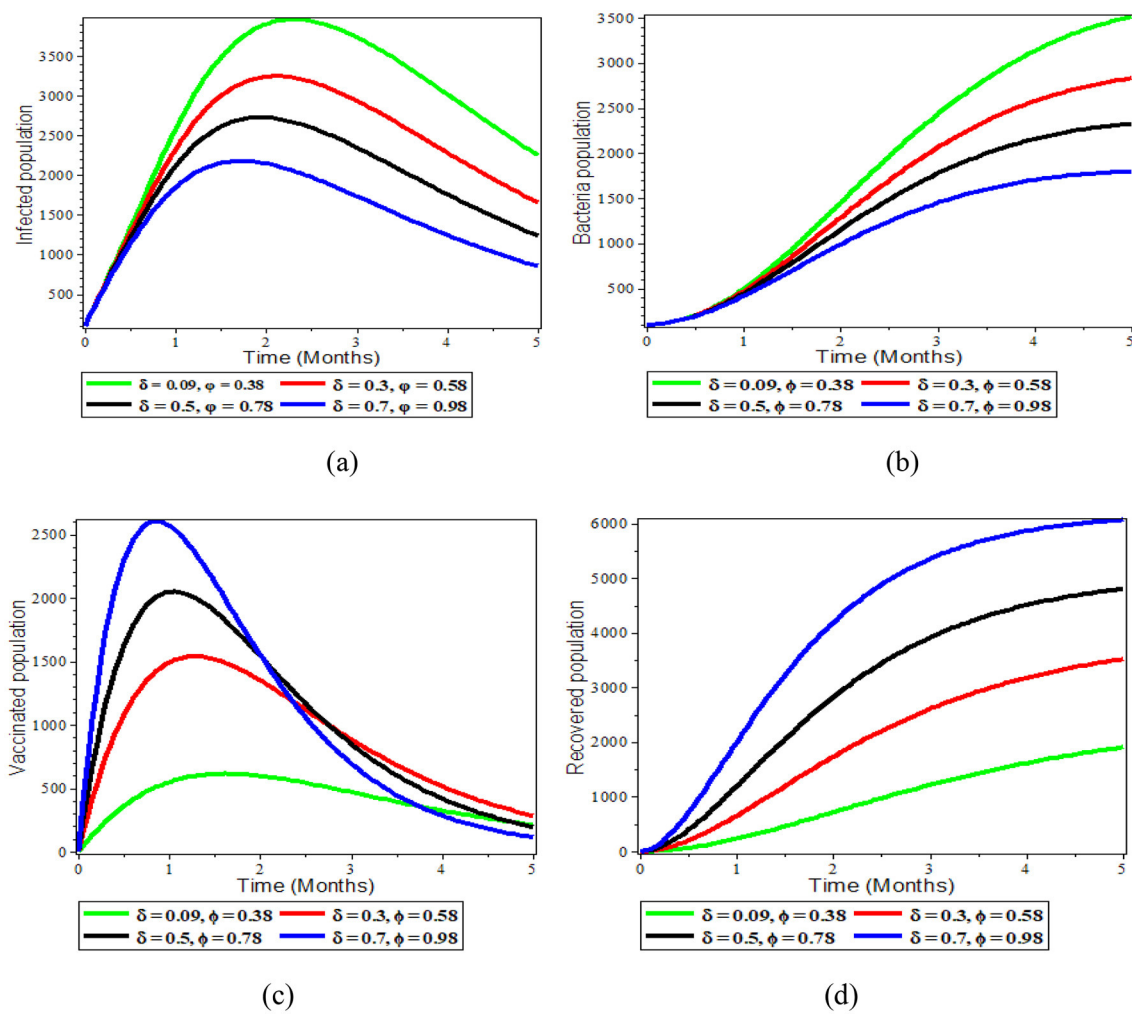 3500
3000
2500
2000
1500
1000
500
Infected population
0 1 2 3 4 5
Time (Months)
δ = 0.09, φ = 0.38 δ = 0.3, φ = 0.58
δ = 0.5, φ = 0.78 δ = 0.7, φ = 0.98
(a)
3500
3000
2500
2000
1500
1000
500
Bacteria population
0 1 2 3 4 5
Time (Months)
δ = 0.09, ϕ = 0.38 δ = 0.3, ϕ = 0.58
δ = 0.5, ϕ = 0.78 δ = 0.7, ϕ = 0.98
(b)
2500
2000
1500
1000
500
0
Vaccinated population
0 1 2 3 4 5
Time (Months)
δ = 0.09, ϕ = 0.38 δ = 0.3, ϕ = 0.58
δ = 0.5, ϕ = 0.78 δ = 0.7, ϕ = 0.98
(c)
6000
5000
4000
3000
2000
1000
0
Recovered population
0 1 2 3 4 5
Time (Months)
δ = 0.09, ϕ = 0.38 δ = 0.3, ϕ = 0.58
δ = 0.5, ϕ = 0.78 δ = 0.7, ϕ = 0.98
(d)